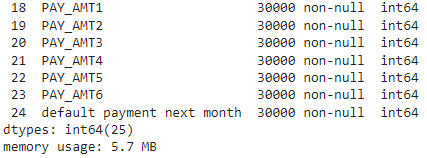 18  PAY_AMT1                    30000 non-null  int64
19  PAY_AMT2                    30000 non-null  int64
20  PAY_AMT3                    30000 non-null  int64
21  PAY_AMT4                    30000 non-null  int64
22  PAY_AMT5                    30000 non-null  int64
23  PAY_AMT6                    30000 non-null  int64
24  default payment next month  30000 non-null  int64
dtypes: int64(25)
memory usage: 5.7 MB